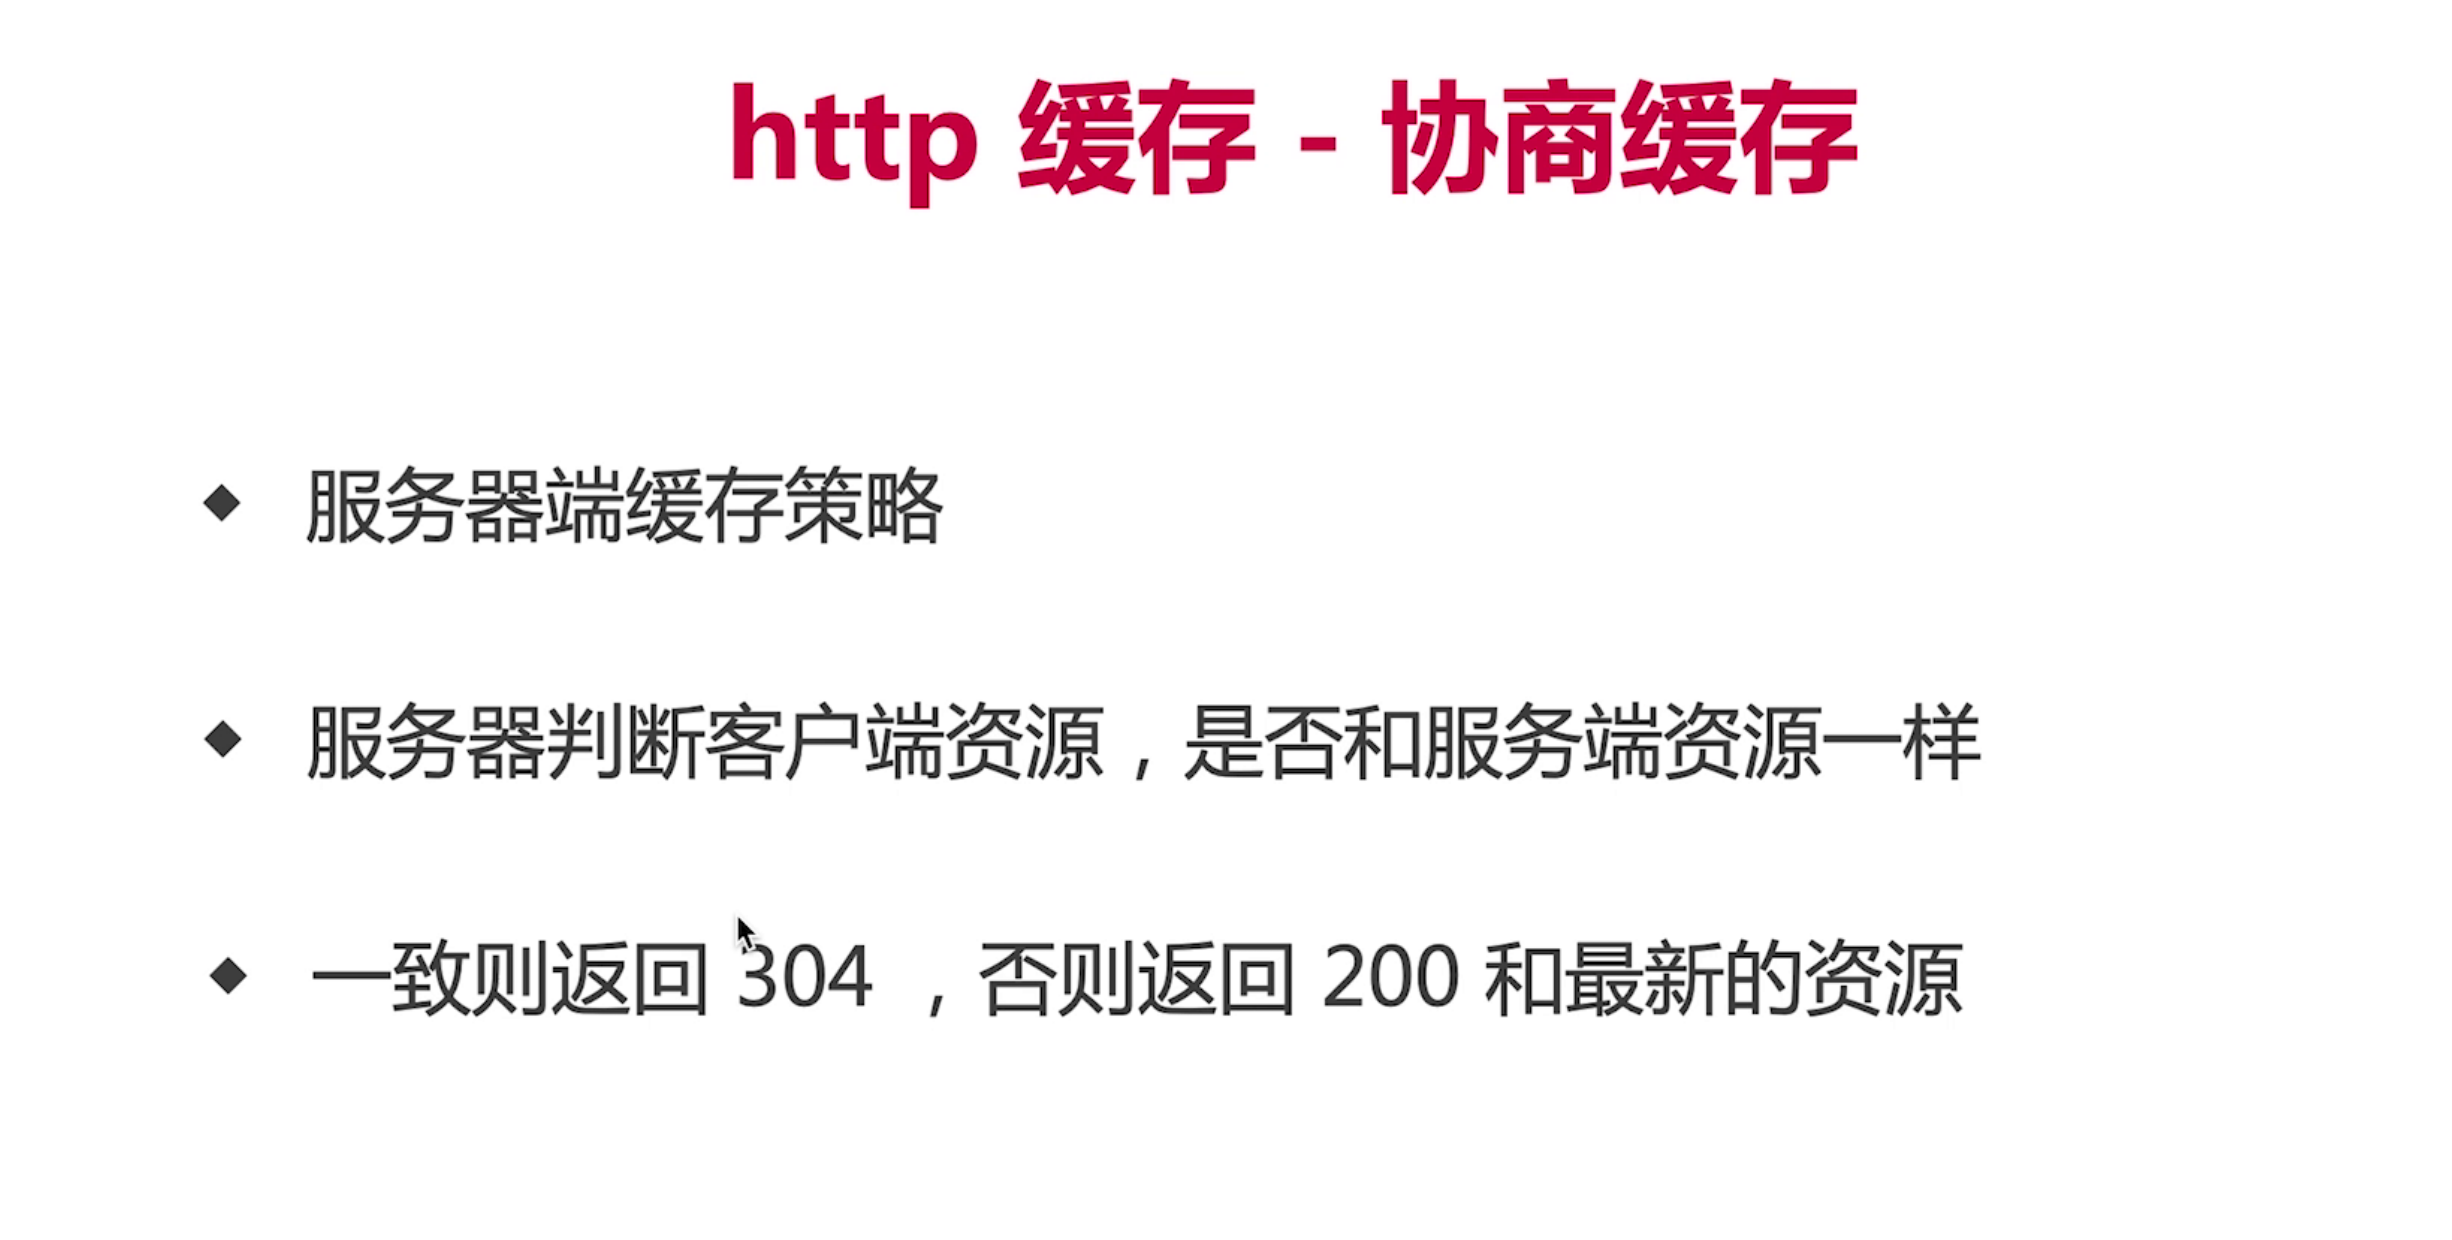 http 缓存 - 协商缓存
◆ 服务器端缓存策略
◆ 服务器判断客户端资源，是否和服务端资源一样
◆ 一致则返回 304 ，否则返回 200 和最新的资源